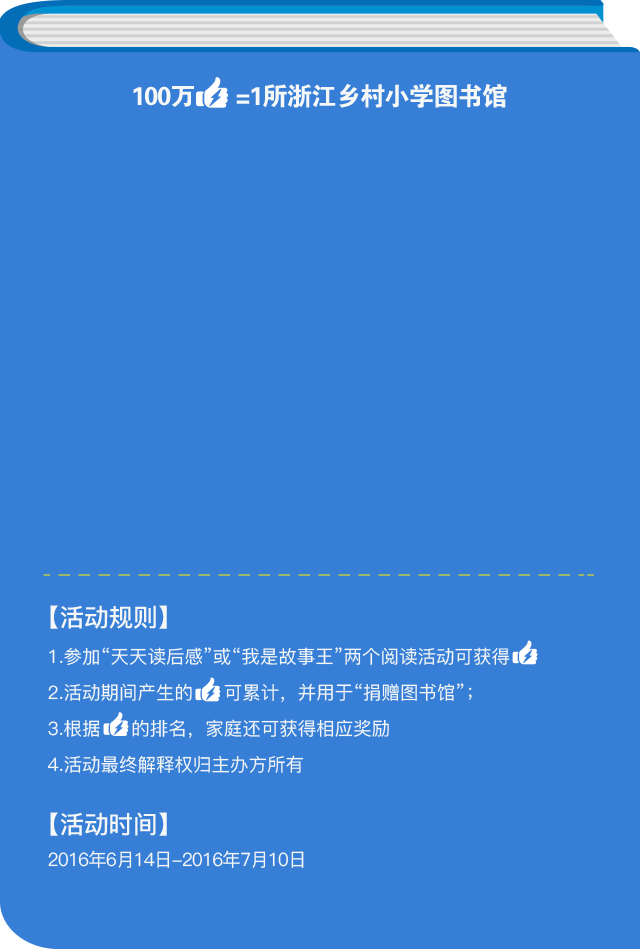 100万 =1所浙江乡村小学图书馆
【活动规则】
1.参加“天天读后感”或“我是故事王”两个阅读活动可获得
2.活动期间产生的 可累计，并用于“捐赠图书馆”；
3.根据 的排名，家庭还可获得相应奖励
4.活动最终解释权归主办方所有
【活动时间】
2016年6月14日-2016年7月10日